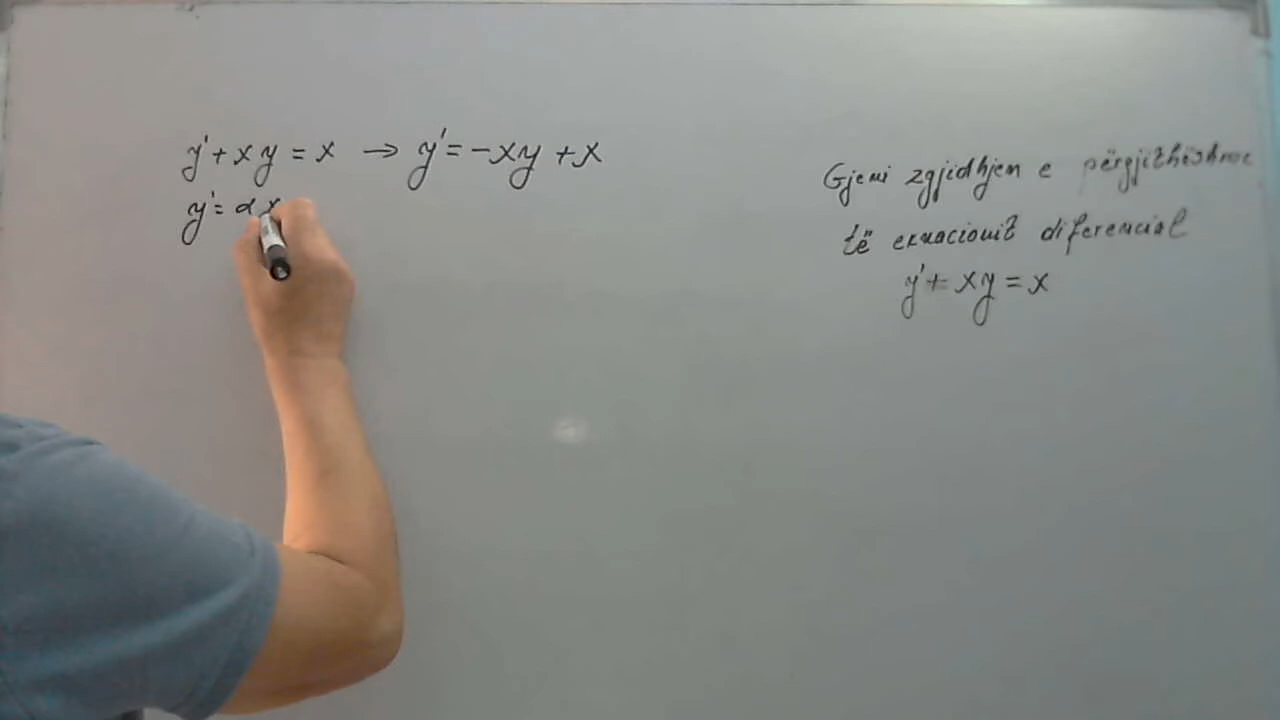 y' + xy = x → y' = -xy + x
y' = αx
Gjeni zgjidhjen e përgjithshme
të ekuacionit diferencial
y' + xy = x